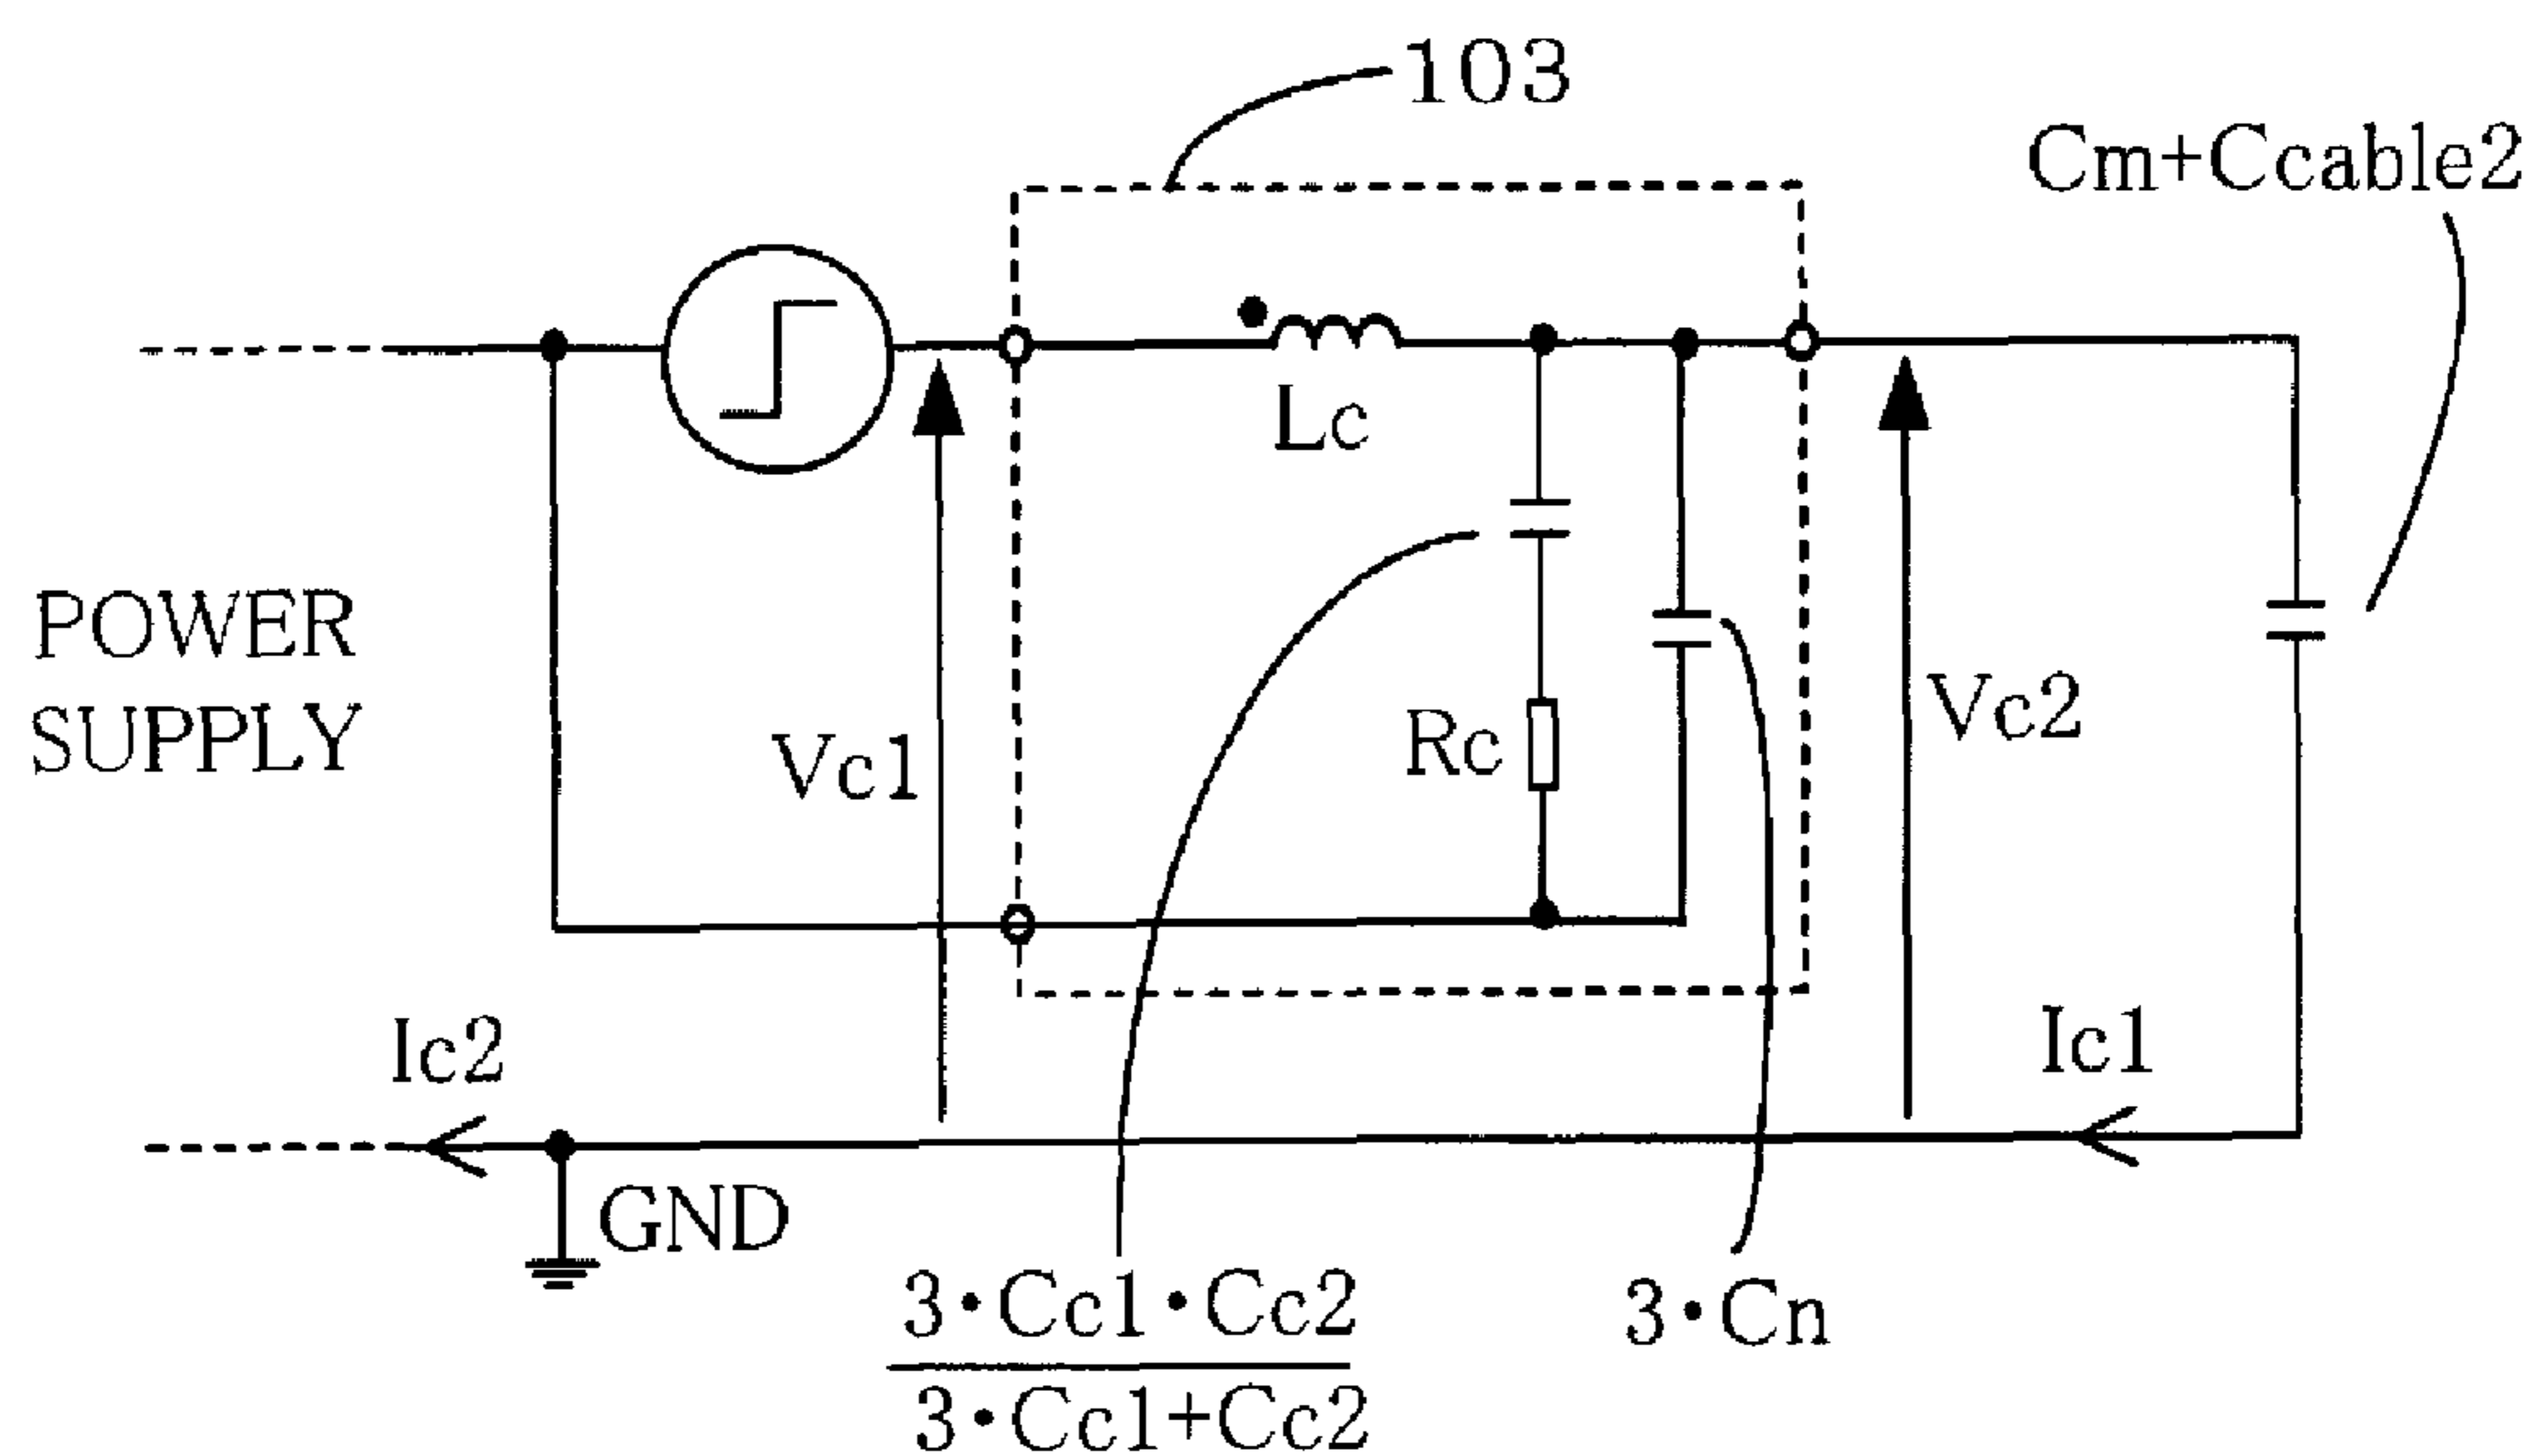 103
Cm+Ccable2
Lc
POWER
SUPPLY
Vc1
Rc
Vc2
Ic2
Ic1
GND
3·Cc1·Cc2
3·Cc1+Cc2
3·Cn